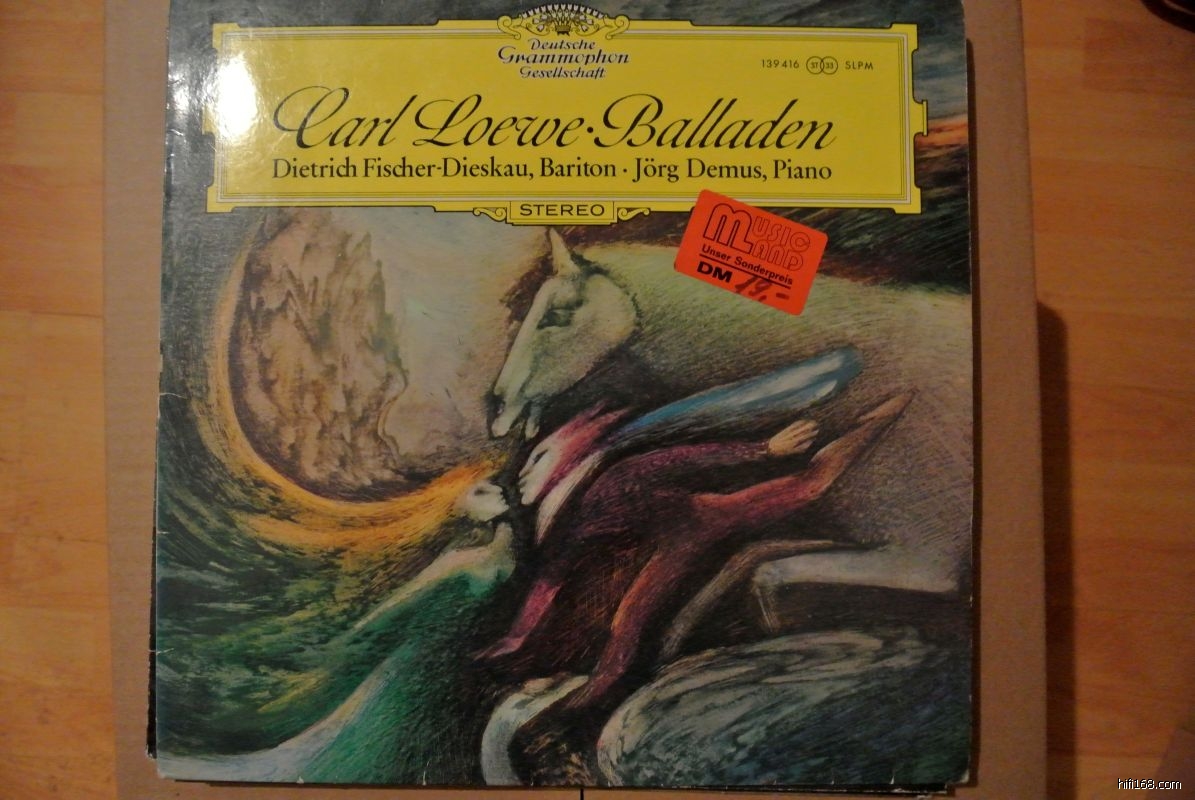 Deutsche
Grammophon
Gesellschaft
139 416 ST 33 SLPM
Carl Loewe · Balladen
Dietrich Fischer-Dieskau, Bariton · Jörg Demus, Piano
STEREO
MUSIC
LAND
Unser Sonderpreis
DM 19,-
hifi168.com